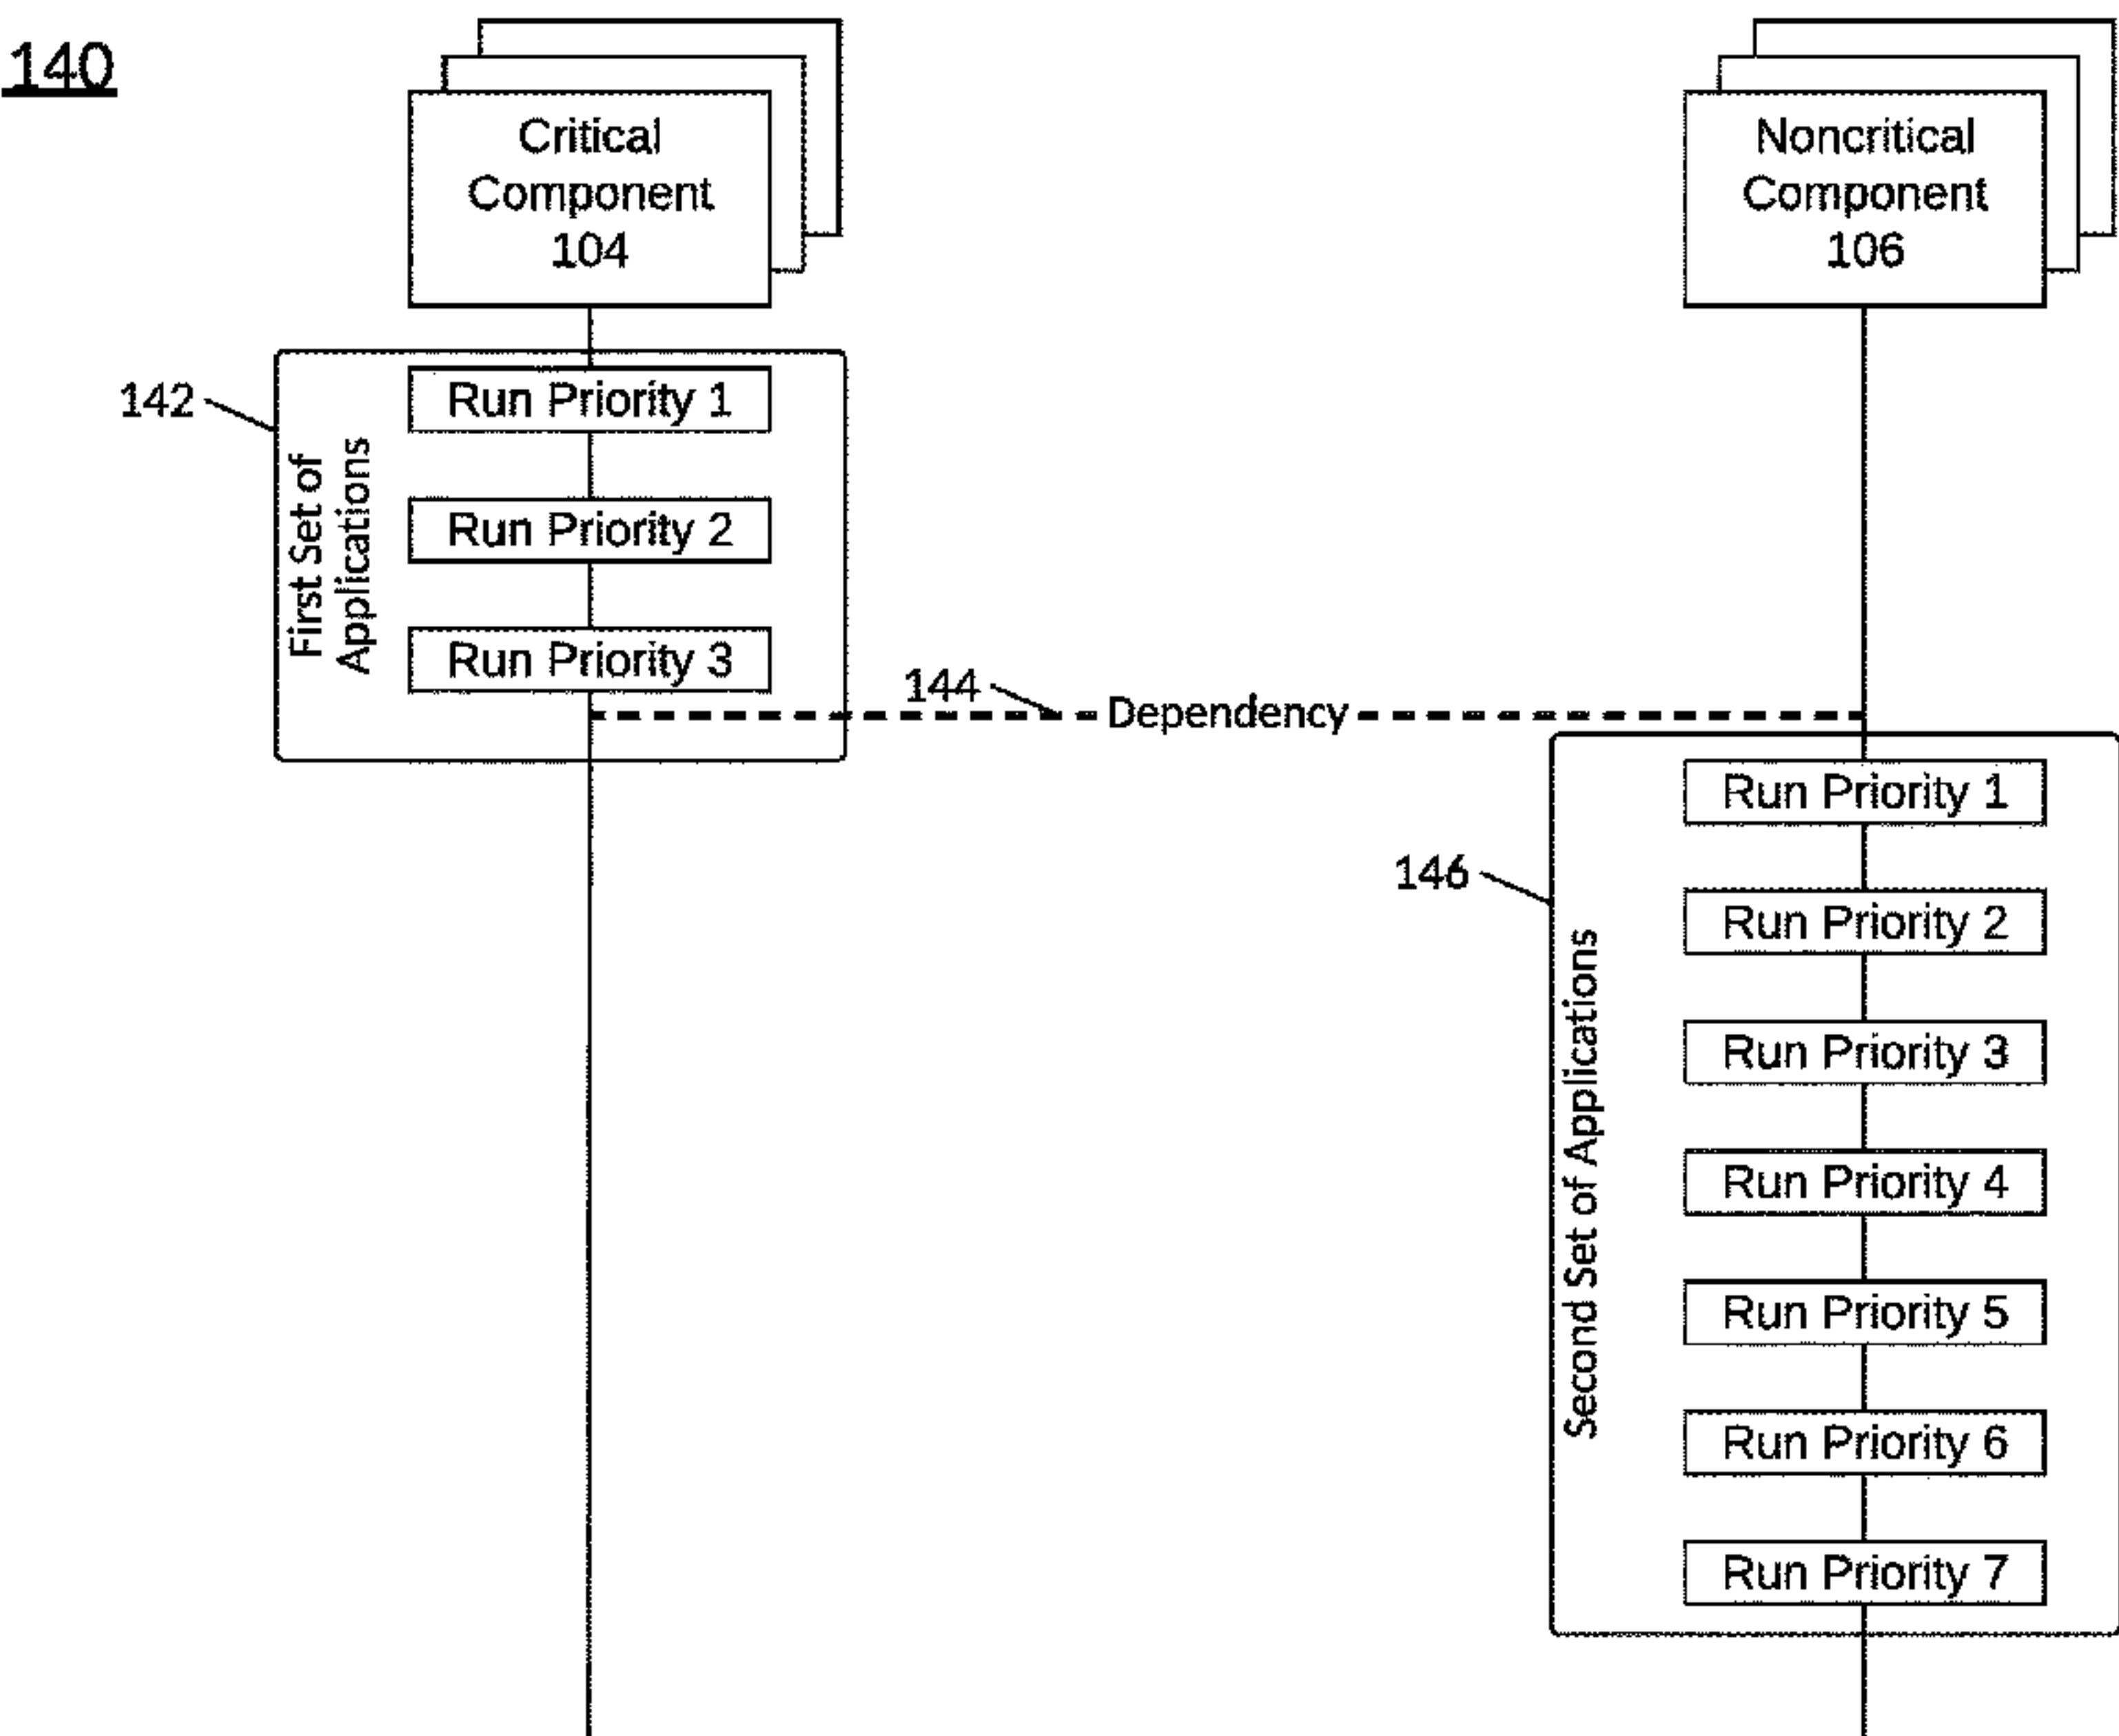 140
Critical
Component
104
Noncritical
Component
106
142
First Set of
Applications
Run Priority 1
Run Priority 2
Run Priority 3
144
Dependency
146
Second Set of Applications
Run Priority 1
Run Priority 2
Run Priority 3
Run Priority 4
Run Priority 5
Run Priority 6
Run Priority 7